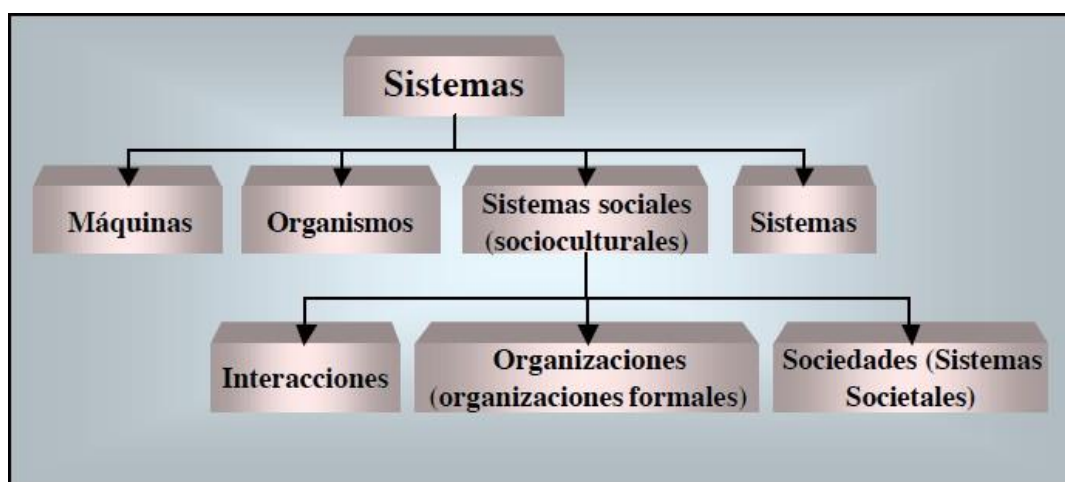 Sistemas
Máquinas
Organismos
Sistemas sociales
(socioculturales)
Sistemas
Interacciones
Organizaciones
(organizaciones formales)
Sociedades (Sistemas
Societales)